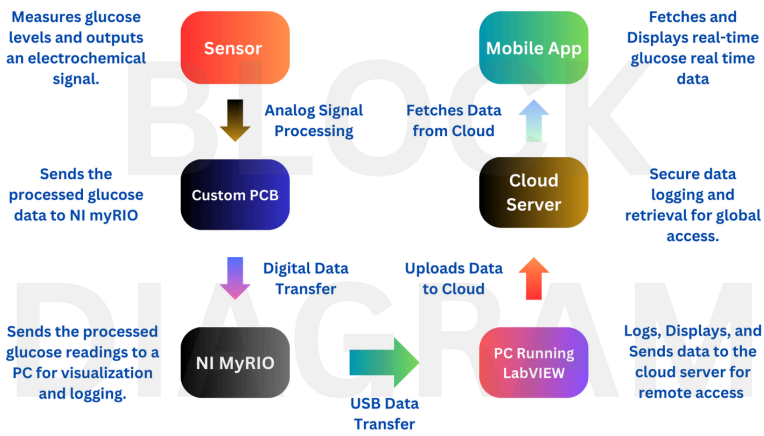 Measures glucose
levels and outputs
an electrochemical
signal.
Sensor
Mobile App
Fetches and
Displays real-time
glucose real time
data
Analog Signal
Processing
Fetches Data
from Cloud
BLOCK
Sends the
processed glucose
data to NI myRIO
Custom PCB
Cloud
Server
Secure data
logging and
retrieval for global
access.
Digital Data
Transfer
Uploads Data
to Cloud
DIAGRAM
Sends the processed
glucose readings to a
PC for visualization
and logging.
NI MyRIO
USB Data
Transfer
PC Running
LabVIEW
Logs, Displays, and
Sends data to the
cloud server for
remote access